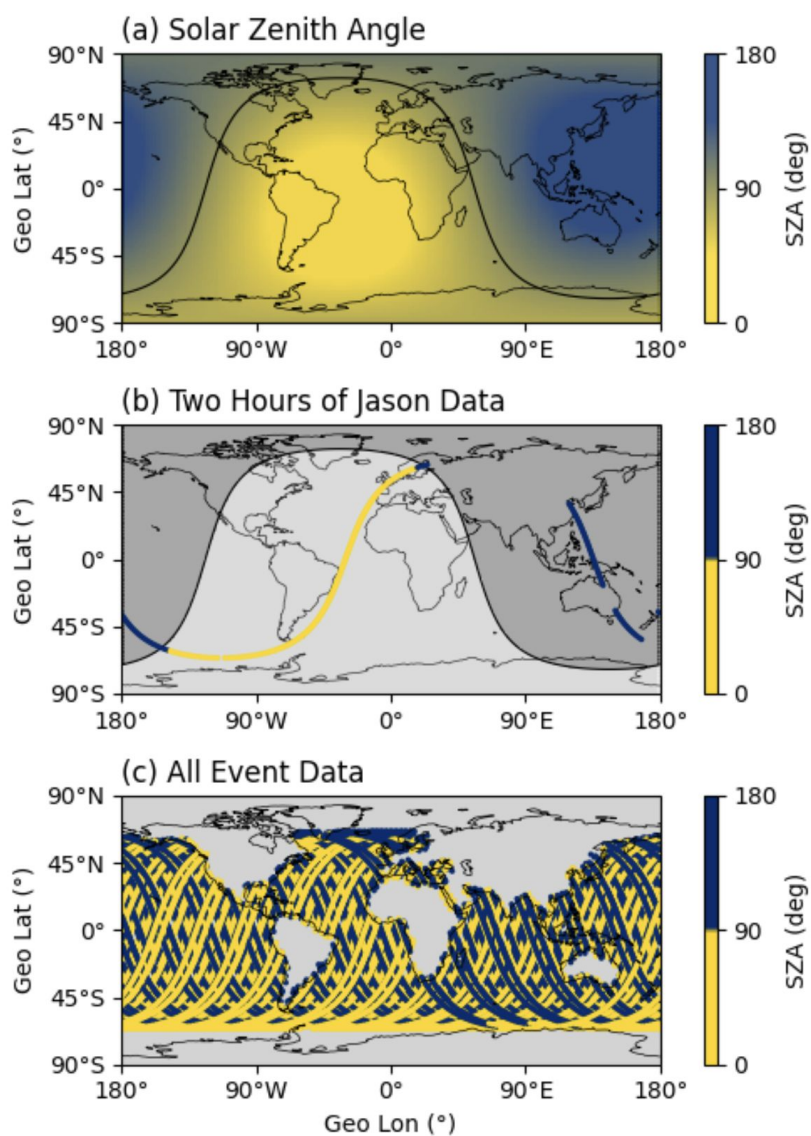 (a) Solar Zenith Angle
90°N
45°N
0°
45°S
90°S
Geo Lat (°)
180° 90°W 0° 90°E 180°
180
90
0
SZA (deg)
(b) Two Hours of Jason Data
90°N
45°N
0°
45°S
90°S
Geo Lat (°)
180° 90°W 0° 90°E 180°
180
90
0
SZA (deg)
(c) All Event Data
90°N
45°N
0°
45°S
90°S
Geo Lat (°)
180° 90°W 0° 90°E 180°
Geo Lon (°)
180
90
0
SZA (deg)